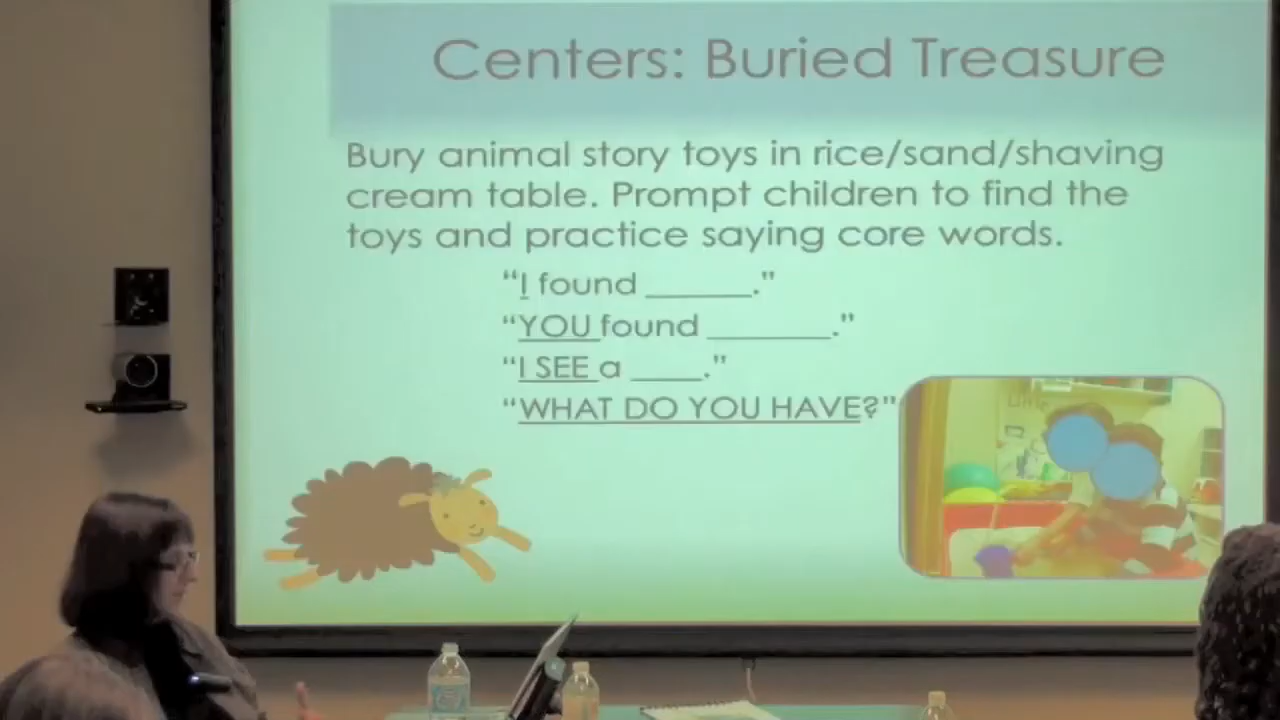 Centers: Buried Treasure
Bury animal story toys in rice/sand/shaving
cream table. Prompt children to find the
toys and practice saying core words.
“I found _______.”
“YOU found ________.”
“I SEE a _____.”
“WHAT DO YOU HAVE?”